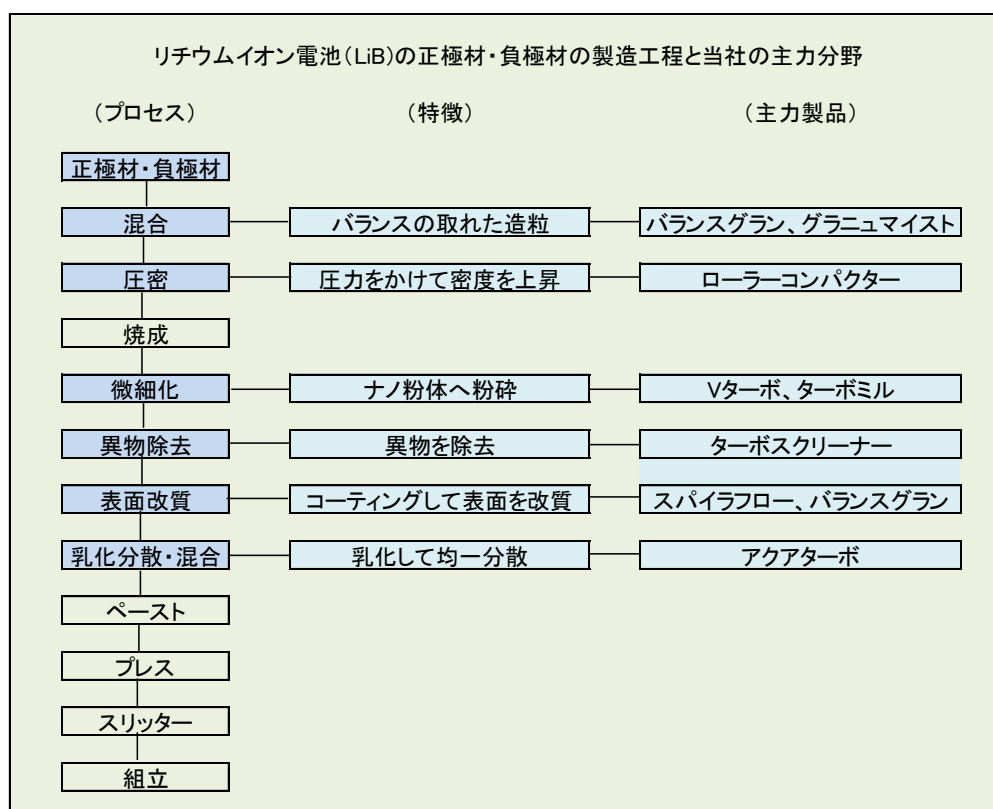 リチウムイオン電池(LiB)の正極材・負極材の製造工程と当社の主力分野
(プロセス) (特徴) (主力製品)
正極材・負極材
混合 バランスの取れた造粒 バランスグラン、グラニュマイスト
圧密 圧力をかけて密度を上昇 ローラーコンパクター
焼成
微細化 ナノ粉体へ粉砕 Vターボ、ターボミル
異物除去 異物を除去 ターボスクリーナー
表面改質 コーティングして表面を改質 スパイラフロー、バランスグラン
乳化分散・混合 乳化して均一分散 アクアターボ
ペースト
プレス
スリッター
組立